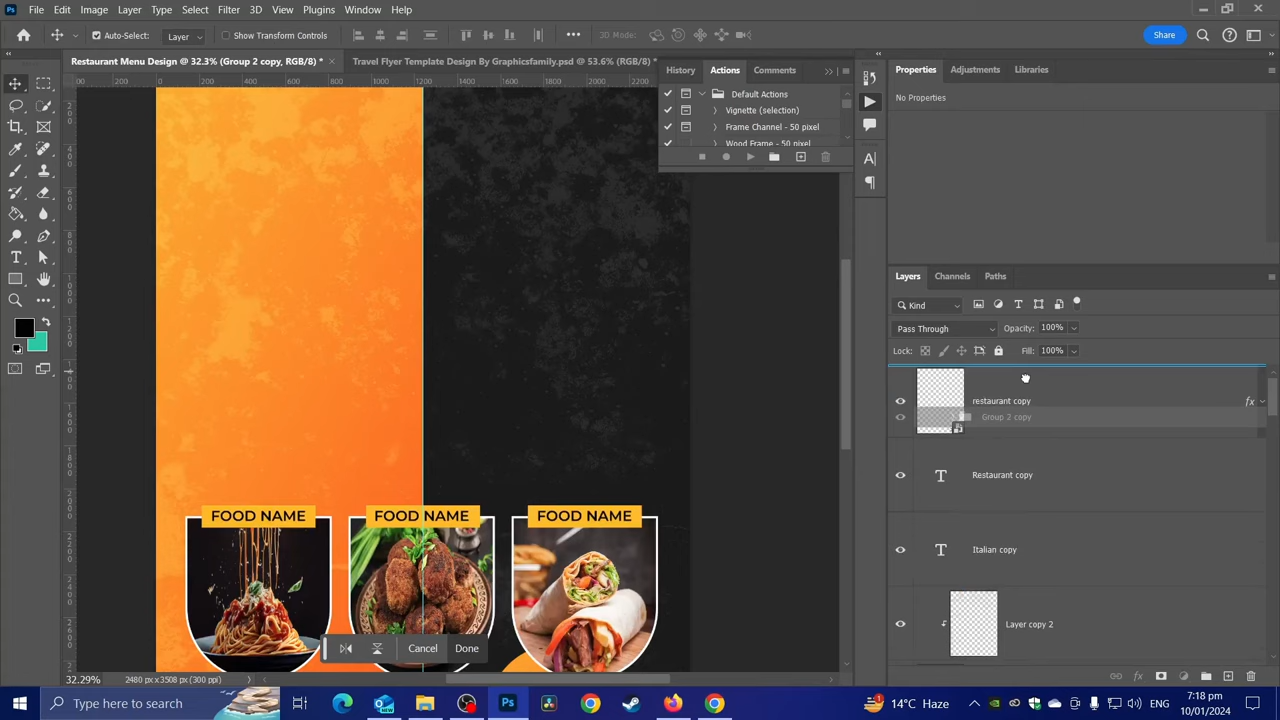 Ps File Edit Image Layer Type Select Filter 3D View Plugins Window Help
Auto-Select: Layer Show Transform Controls 3D Mode: Share
Restaurant Menu Design @ 32.3% (Group 2 copy, RGB/8) * × Travel Flyer Template Design By Graphicsfamily.psd @ 53.6% (RGB/8) *
History Actions Comments
Properties Adjustments Libraries
No Properties
Default Actions
Vignette (selection)
Frame Channel - 50 pixel
Wood Frame - 50 pixel
Layers Channels Paths
Kind
Pass Through Opacity: 100%
Lock: Fill: 100%
restaurant copy fx
Group 2 copy
Restaurant copy
Italian copy
Layer copy 2
FOOD NAME FOOD NAME FOOD NAME
Cancel Done
32.29% 2480 px x 3508 px (300 ppi)
Type here to search
14°C Haze
7:18 pm
10/01/2024